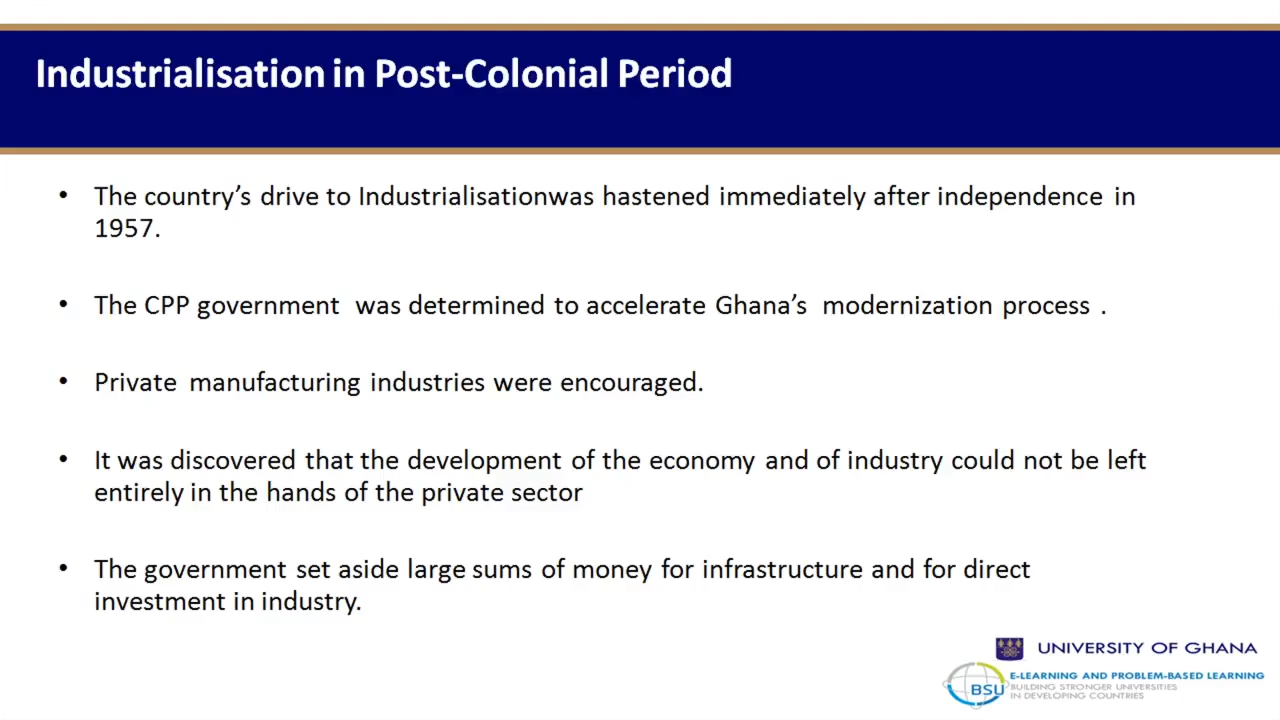 Industrialisation in Post-Colonial Period
• The country’s drive to Industrialisationwas hastened immediately after independence in
1957.
• The CPP government was determined to accelerate Ghana’s modernization process .
• Private manufacturing industries were encouraged.
• It was discovered that the development of the economy and of industry could not be left
entirely in the hands of the private sector
• The government set aside large sums of money for infrastructure and for direct
investment in industry.
UNIVERSITY OF GHANA
BSU
E-LEARNING AND PROBLEM-BASED LEARNING
BUILDING STRONGER UNIVERSITIES
IN DEVELOPING COUNTRIES